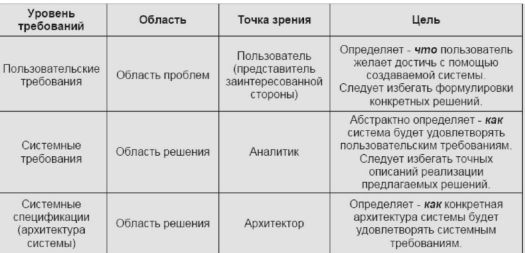 Уровень
требований
Область
Точка зрения
Цель
Пользовательские
требования
Область проблем
Пользователь
(представитель
заинтересованной
стороны)
Определяет - что пользователь
желает достичь с помощью
создаваемой системы.
Следует избегать формулировки
конкретных решений.
Системные
требования
Область решения
Аналитик
Абстрактно определяет - как
система будет удовлетворять
пользовательским требованиям.
Следует избегать точных
описаний реализации
предлагаемых решений.
Системные
спецификации
(архитектура
системы)
Область решения
Архитектор
Определяет - как конкретная
архитектура системы будет
удовлетворять системным
требованиям.